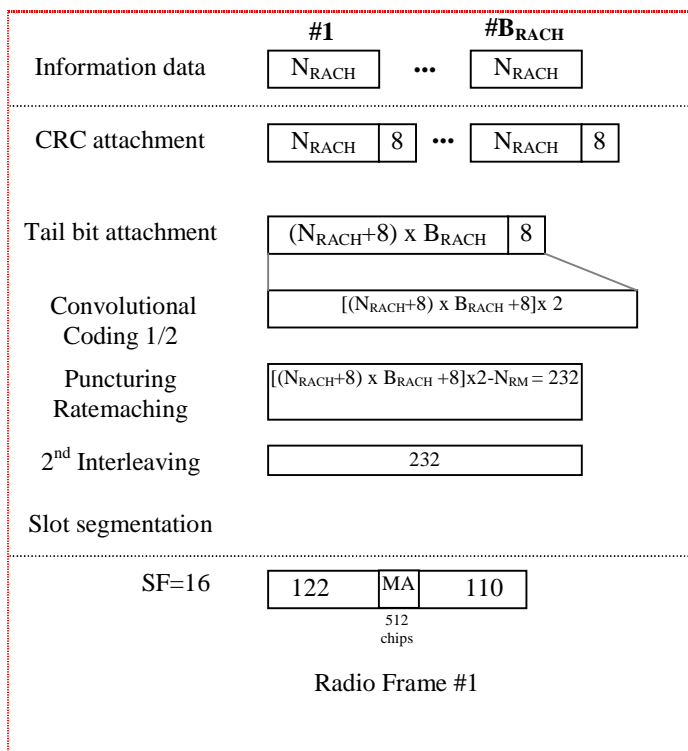 #1 #B_RACH
Information data N_RACH ••• N_RACH
CRC attachment N_RACH 8 ••• N_RACH 8
Tail bit attachment (N_RACH+8) x B_RACH 8
Convolutional
Coding 1/2
[(N_RACH+8) x B_RACH +8]x 2
Puncturing
Ratemaching
[(N_RACH+8) x B_RACH +8]x2-N_RM = 232
2nd Interleaving 232
Slot segmentation
SF=16 122 MA 110
512
chips
Radio Frame #1